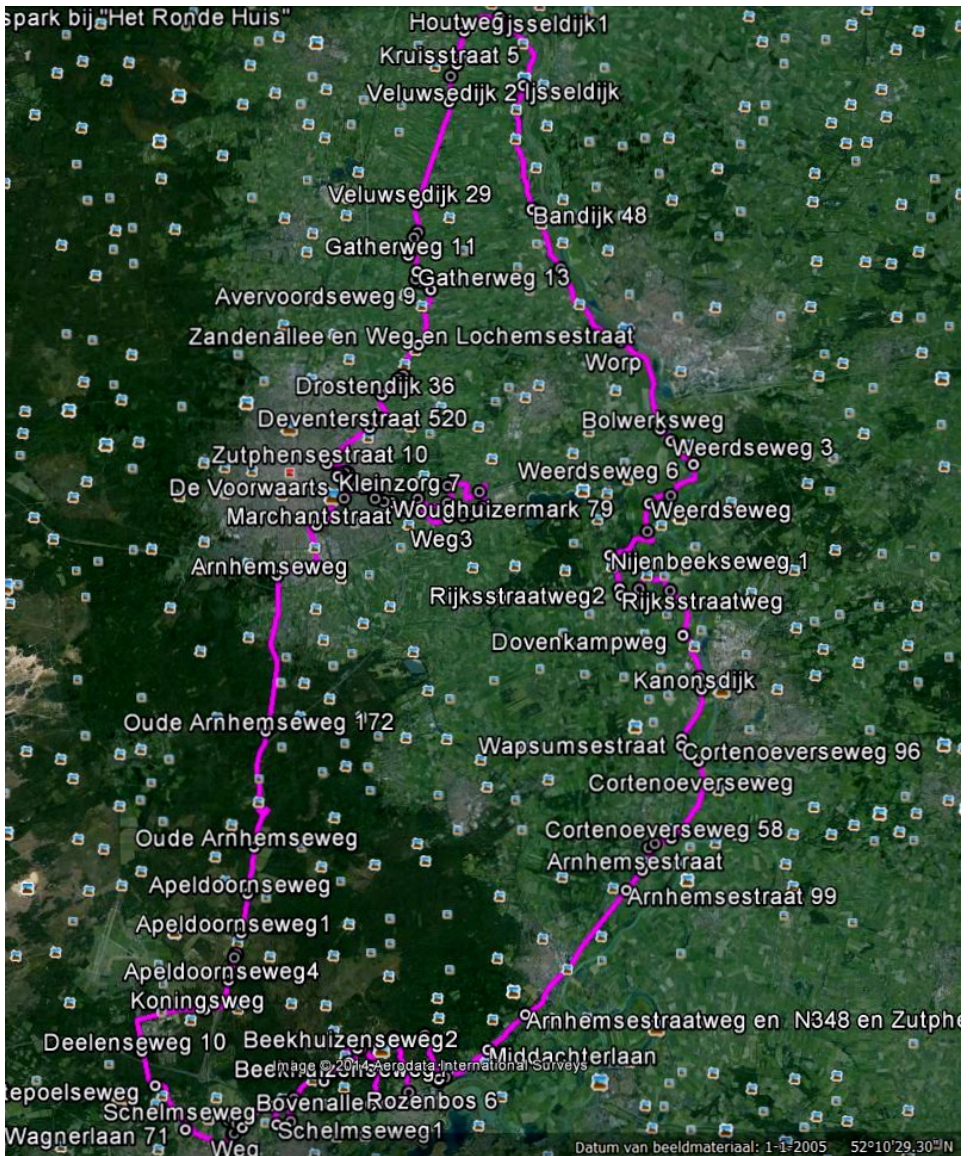 spark bij "Het Ronde Huis"
Houtweg
Ijsseldijk1
Kruisstraat 5
Veluwsedijk 2
Ijsseldijk
Veluwsedijk 29
Bandijk 48
Gatherweg 11
Gatherweg 13
Avervoordseweg 9
Zandenallee en Weg en Lochemsestraat
Worp
Drostendijk 36
Deventerstraat 520
Bolwerksweg
Weerdseweg 3
Zutphensestraat 10
Weerdseweg 6
Kleinzorg 7
De Voorwaarts
Woudhuizermark 79
Weerdseweg
Marchantstraat
Weg3
Nijenbeekseweg 1
Arnhemseweg
Rijksstraatweg2
Rijksstraatweg
Dovenkampweg
Kanonsdijk
Oude Arnhemseweg 172
Wapsumsestraat
Cortenoeverseweg 96
Cortenoeverseweg
Cortenoeverseweg 58
Oude Arnhemseweg
Arnhemsestraat
Apeldoornseweg
Arnhemsestraat 99
Apeldoornseweg1
Apeldoornseweg4
Koningsweg
Arnhemsestraatweg en N348 en Zutphe
Deelenseweg 10
Beekhuizenseweg2
Middachterlaan
Image © 2014 Aerodata International Surveys
tepoelseweg
Schelmseweg
Rozenbos 6
Wagnerlaan 71
Schelmseweg1
Weg
Datum van beeldmateriaal: 1-1-2005 52°10'29.30" N